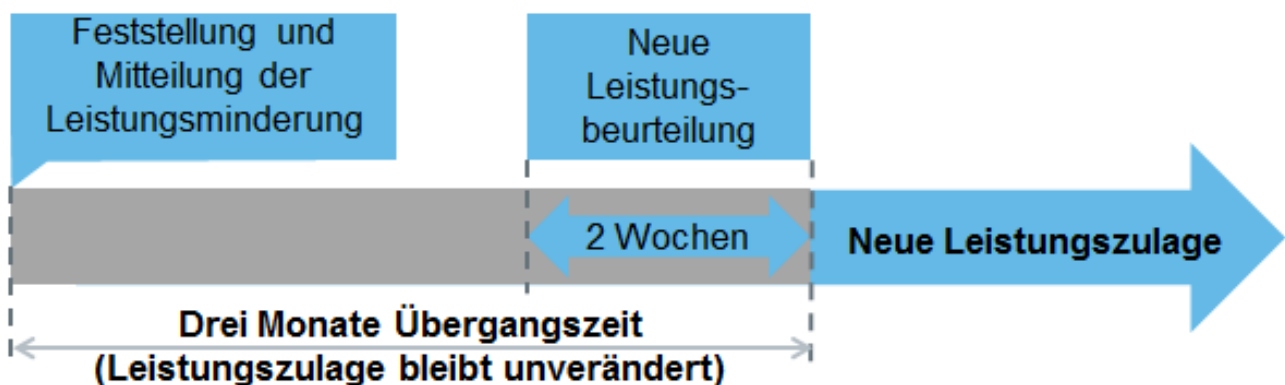 Feststellung und
Mitteilung der
Leistungsminderung
Neue
Leistungs-
beurteilung
2 Wochen
Neue Leistungszulage
Drei Monate Übergangszeit
(Leistungszulage bleibt unverändert)